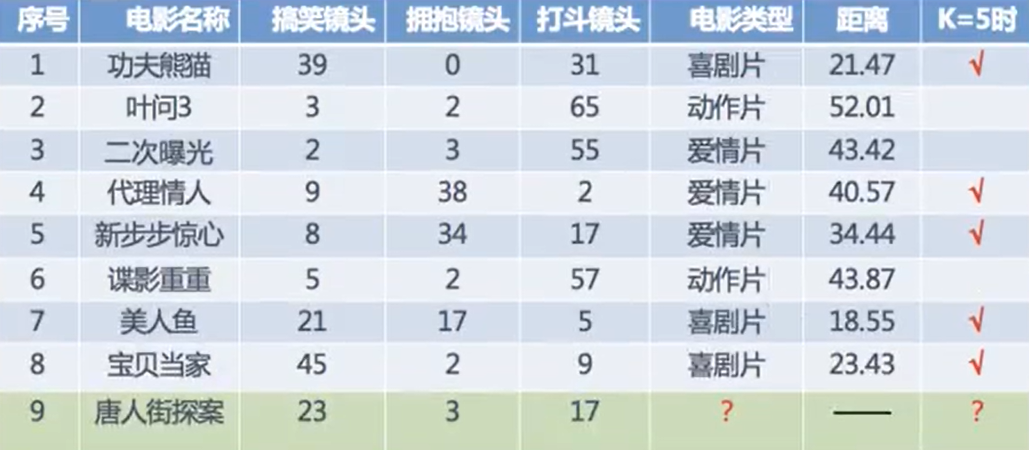 序号 电影名称 搞笑镜头 拥抱镜头 打斗镜头 电影类型 距离 K=5时
1 功夫熊猫 39 0 31 喜剧片 21.47 √
2 叶问3 3 2 65 动作片 52.01
3 二次曝光 2 3 55 爱情片 43.42
4 代理情人 9 38 2 爱情片 40.57 √
5 新步步惊心 8 34 17 爱情片 34.44 √
6 谍影重重 5 2 57 动作片 43.87
7 美人鱼 21 17 5 喜剧片 18.55 √
8 宝贝当家 45 2 9 喜剧片 23.43 √
9 唐人街探案 23 3 17 ? —— ?